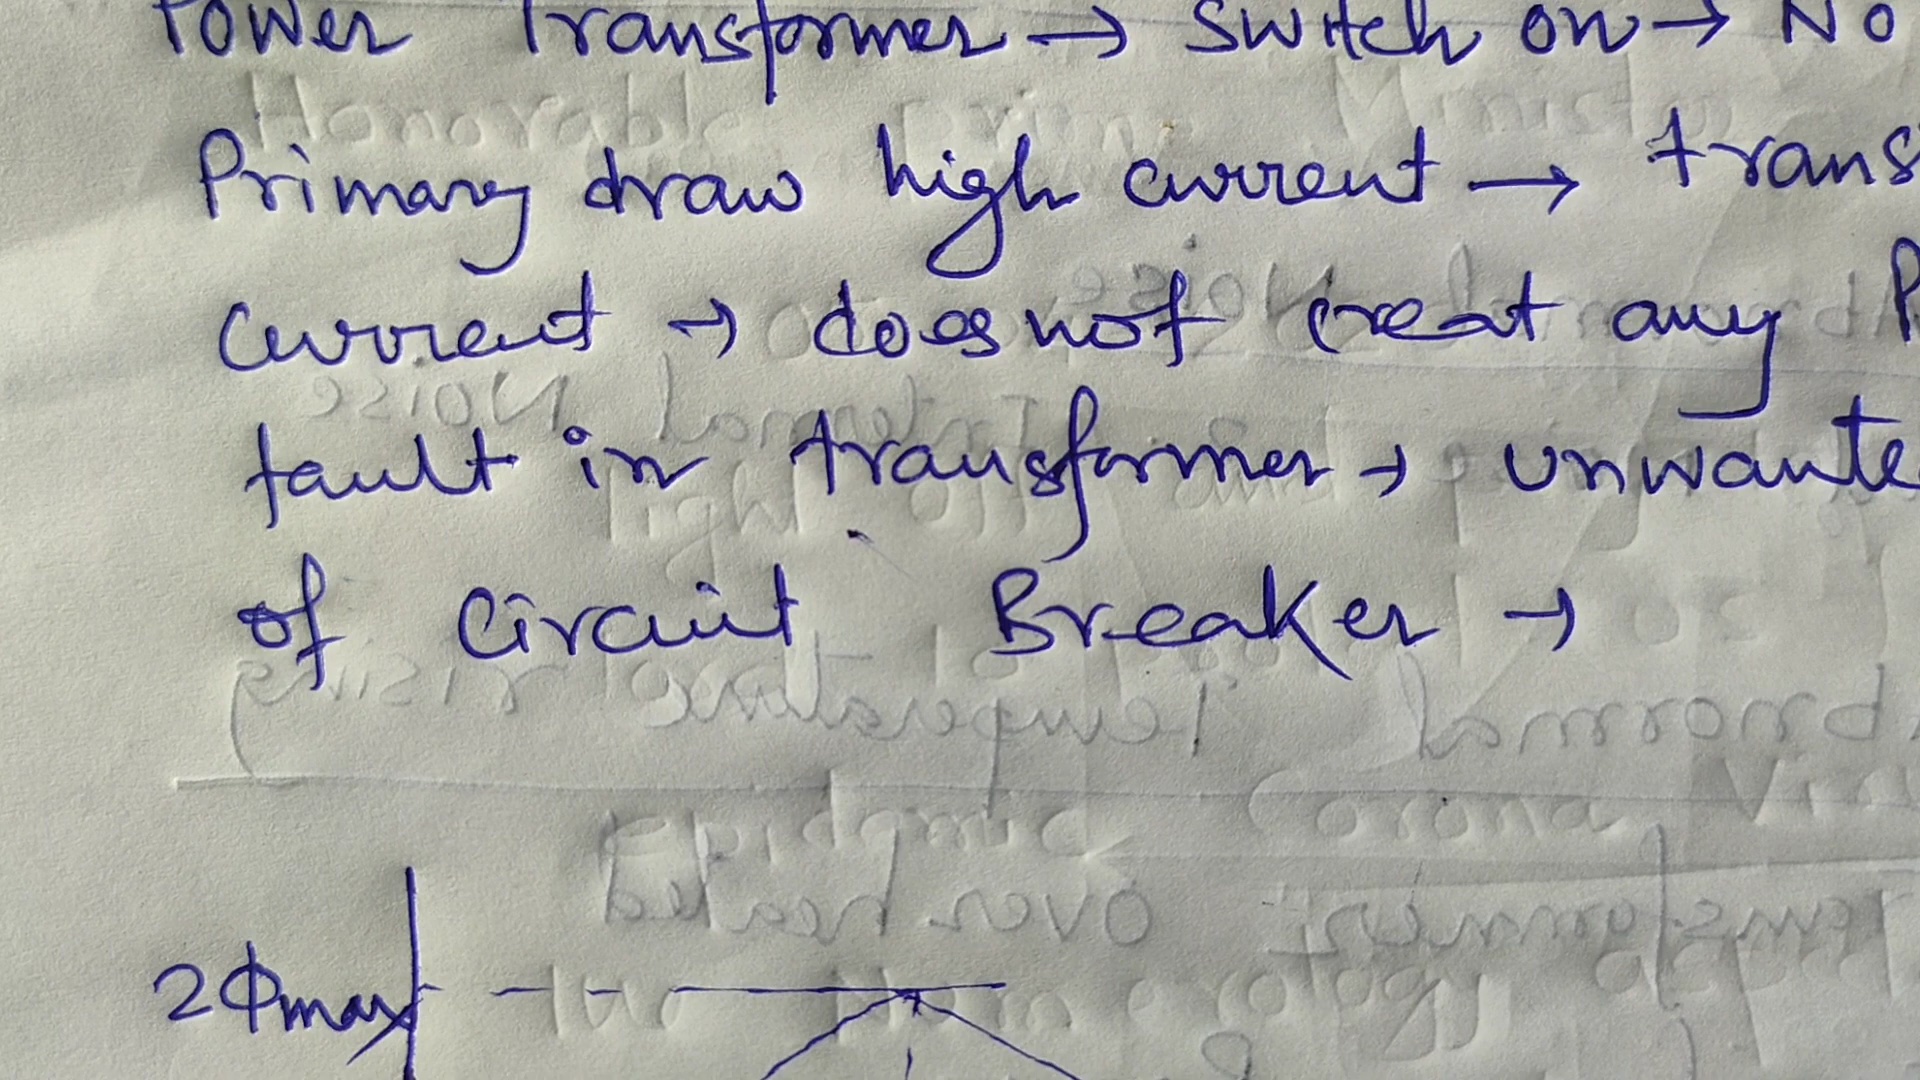 Power Transformer → Switch on → No
Primary draw high current → trans
current → does not creat any P
fault in transformer → unwante
of Circuit Breaker →
2Φmax